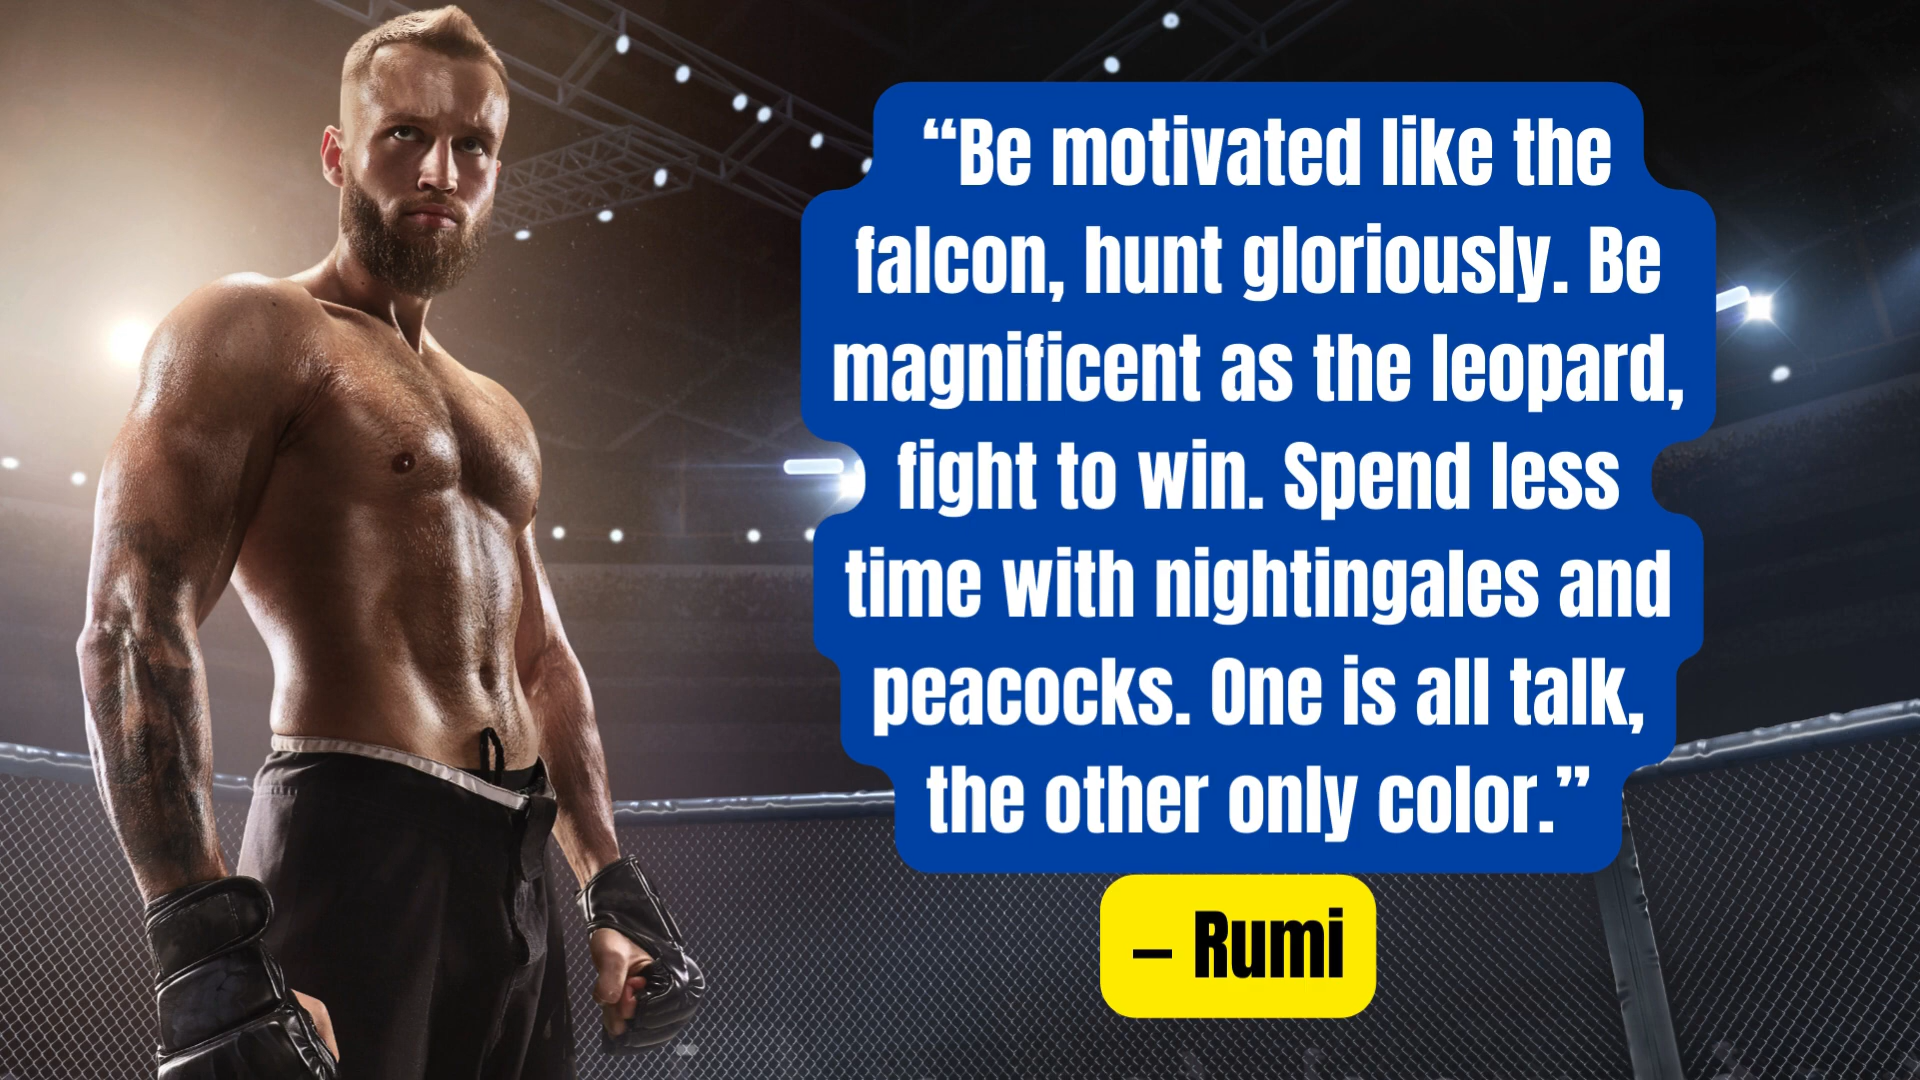 “Be motivated like the
falcon, hunt gloriously. Be
magnificent as the leopard,
fight to win. Spend less
time with nightingales and
peacocks. One is all talk,
the other only color.”
– Rumi